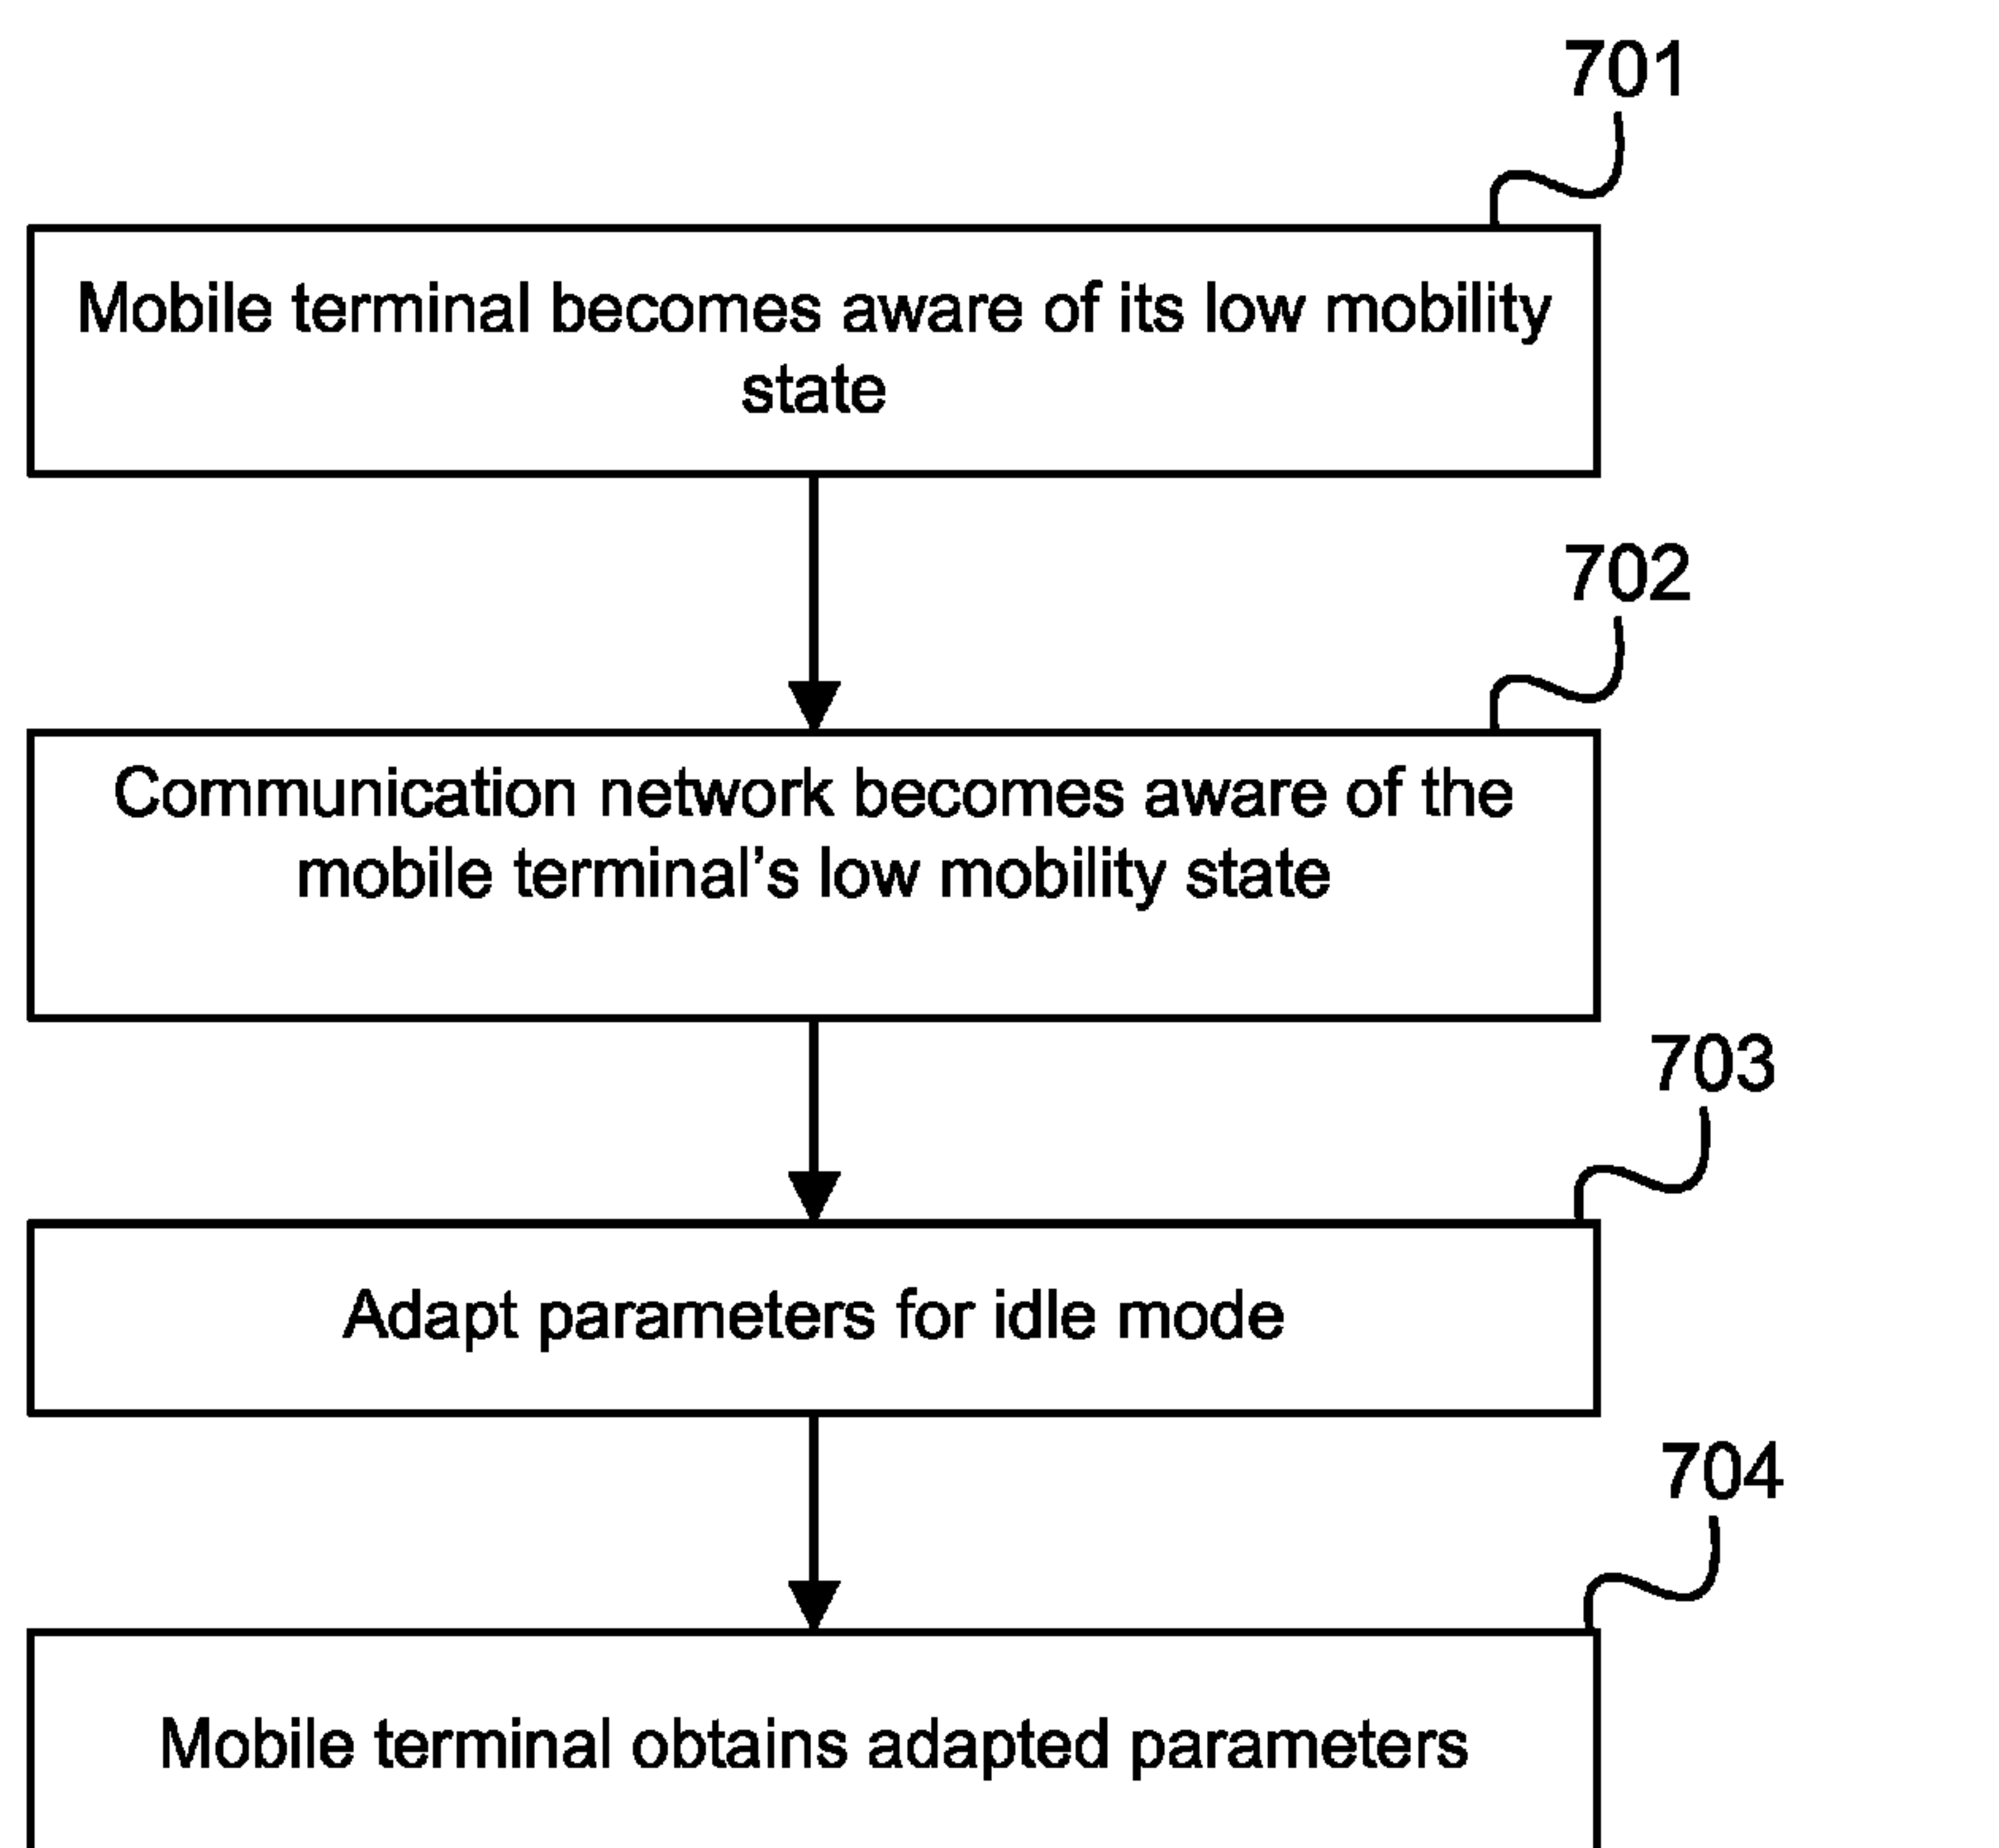 701
Mobile terminal becomes aware of its low mobility
state
702
Communication network becomes aware of the
mobile terminal’s low mobility state
703
Adapt parameters for idle mode
704
Mobile terminal obtains adapted parameters